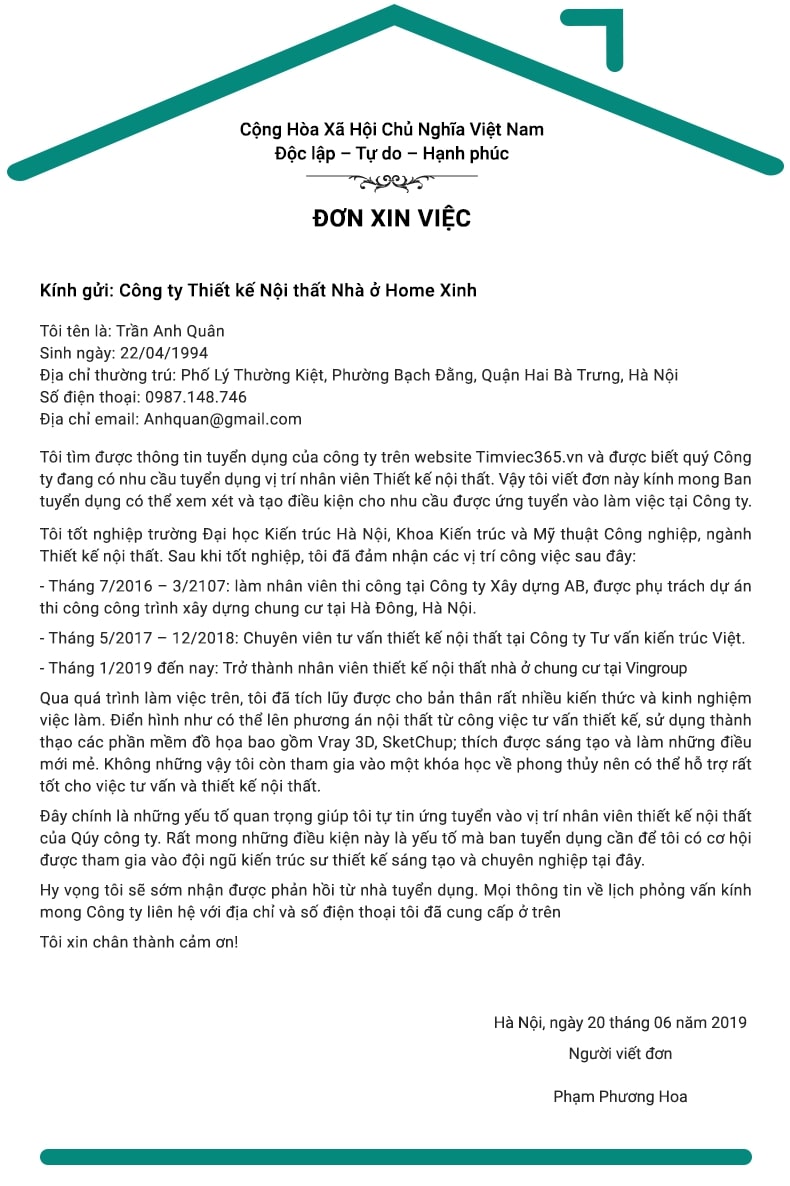 Cộng Hòa Xã Hội Chủ Nghĩa Việt Nam
Độc lập – Tự do – Hạnh phúc
ĐƠN XIN VIỆC
Kính gửi: Công ty Thiết kế Nội thất Nhà ở Home Xinh
Tôi tên là: Trần Anh Quân
Sinh ngày: 22/04/1994
Địa chỉ thường trú: Phố Lý Thường Kiệt, Phường Bạch Đằng, Quận Hai Bà Trưng, Hà Nội
Số điện thoại: 0987.148.746
Địa chỉ email: Anhquan@gmail.com
Tôi tìm được thông tin tuyển dụng của công ty trên website Timviec365.vn và được biết quý Công
ty đang có nhu cầu tuyển dụng vị trí nhân viên Thiết kế nội thất. Vậy tôi viết đơn này kính mong Ban
tuyển dụng có thể xem xét và tạo điều kiện cho nhu cầu được ứng tuyển vào làm việc tại Công ty.
Tôi tốt nghiệp trường Đại học Kiến trúc Hà Nội, Khoa Kiến trúc và Mỹ thuật Công nghiệp, ngành
Thiết kế nội thất. Sau khi tốt nghiệp, tôi đã đảm nhận các vị trí công việc sau đây:
- Tháng 7/2016 – 3/2107: làm nhân viên thi công tại Công ty Xây dựng AB, được phụ trách dự án
thi công công trình xây dựng chung cư tại Hà Đông, Hà Nội.
- Tháng 5/2017 – 12/2018: Chuyên viên tư vấn thiết kế nội thất tại Công ty Tư vấn kiến trúc Việt.
- Tháng 1/2019 đến nay: Trở thành nhân viên thiết kế nội thất nhà ở chung cư tại Vingroup
Qua quá trình làm việc trên, tôi đã tích lũy được cho bản thân rất nhiều kiến thức và kinh nghiệm
việc làm. Điển hình như có thể lên phương án nội thất từ công việc tư vấn thiết kế, sử dụng thành
thạo các phần mềm đồ họa bao gồm Vray 3D, SketChup; thích được sáng tạo và làm những điều
mới mẻ. Không những vậy tôi còn tham gia vào một khóa học về phong thủy nên có thể hỗ trợ rất
tốt cho việc tư vấn và thiết kế nội thất.
Đây chính là những yếu tố quan trọng giúp tôi tự tin ứng tuyển vào vị trí nhân viên thiết kế nội thất
của Qúy công ty. Rất mong những điều kiện này là yếu tố mà ban tuyển dụng cần để tôi có cơ hội
được tham gia vào đội ngũ kiến trúc sư thiết kế sáng tạo và chuyên nghiệp tại đây.
Hy vọng tôi sẽ sớm nhận được phản hồi từ nhà tuyển dụng. Mọi thông tin về lịch phỏng vấn kính
mong Công ty liên hệ với địa chỉ và số điện thoại tôi đã cung cấp ở trên
Tôi xin chân thành cảm ơn!
Hà Nội, ngày 20 tháng 06 năm 2019
Người viết đơn
Phạm Phương Hoa